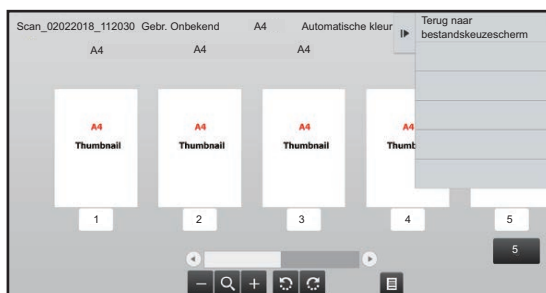 Scan_02022018_112030 Gebr. Onbekend A4 Automatische kleur
Terug naar
bestandskeuzescherm
A4 A4 A4
A4 A4 A4 A4
Thumbnail Thumbnail Thumbnail Thumb
1 2 3 4 5
5